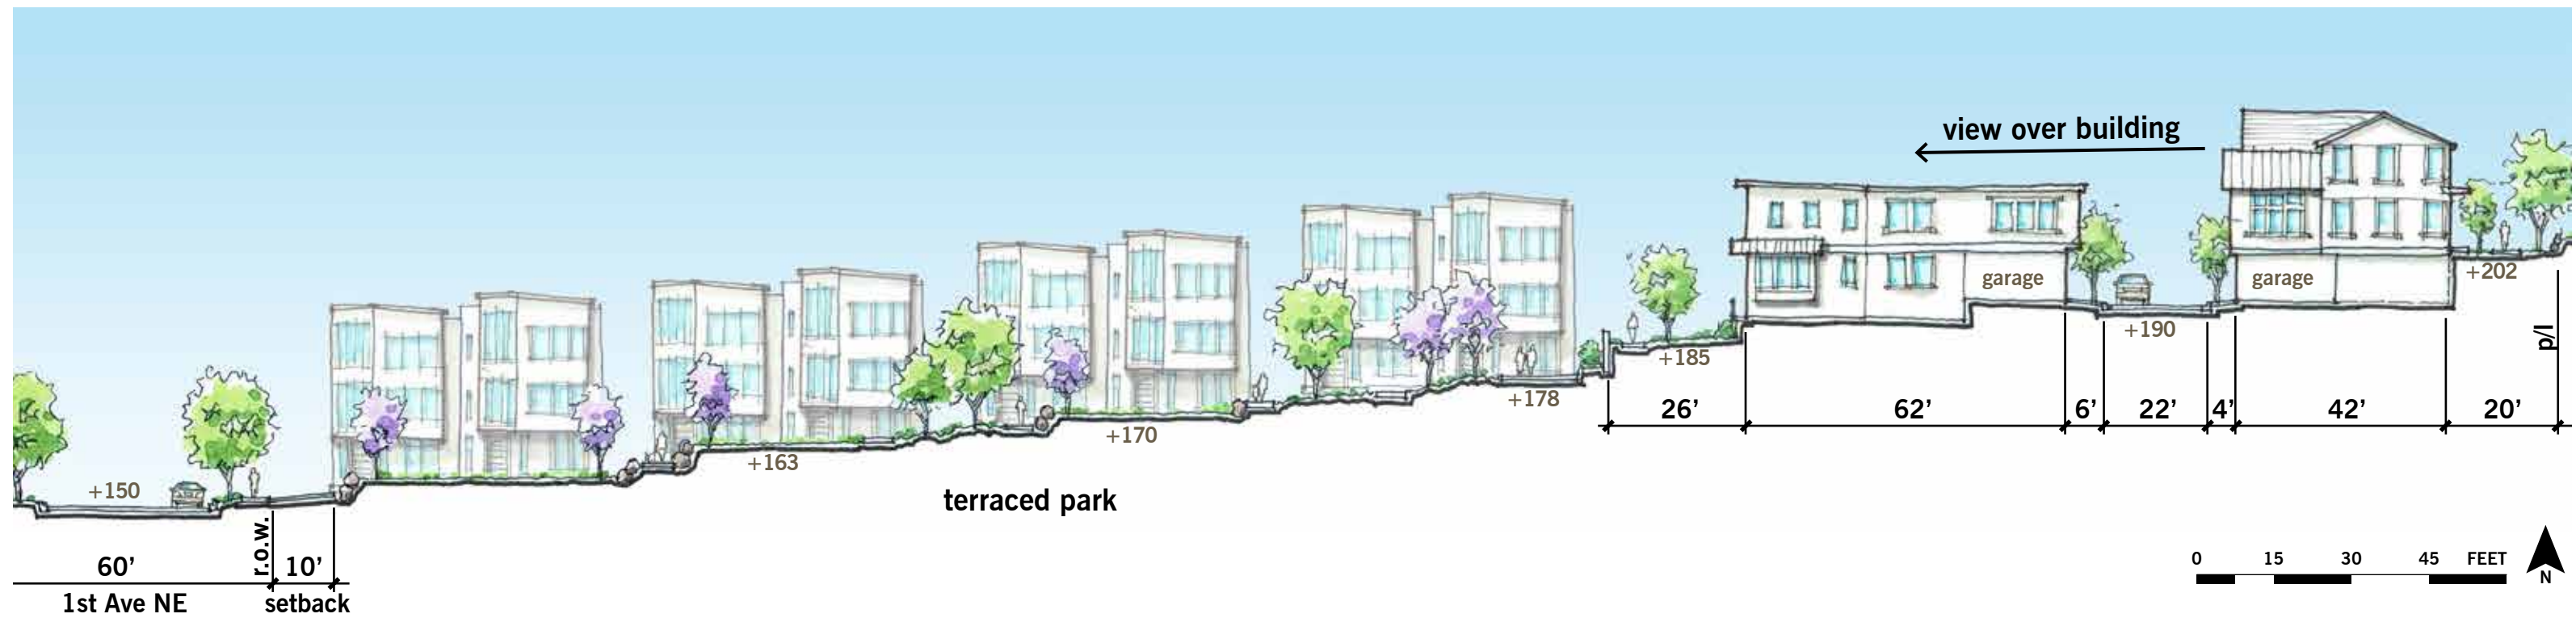 view over building
garage
garage
+202
+190
p/l
+185
+178
26’
62’
6’
22’
4’
42’
20’
+170
+163
+150
terraced park
r.o.w.
60’
10’
1st Ave NE
setback
0 15 30 45 FEET
N